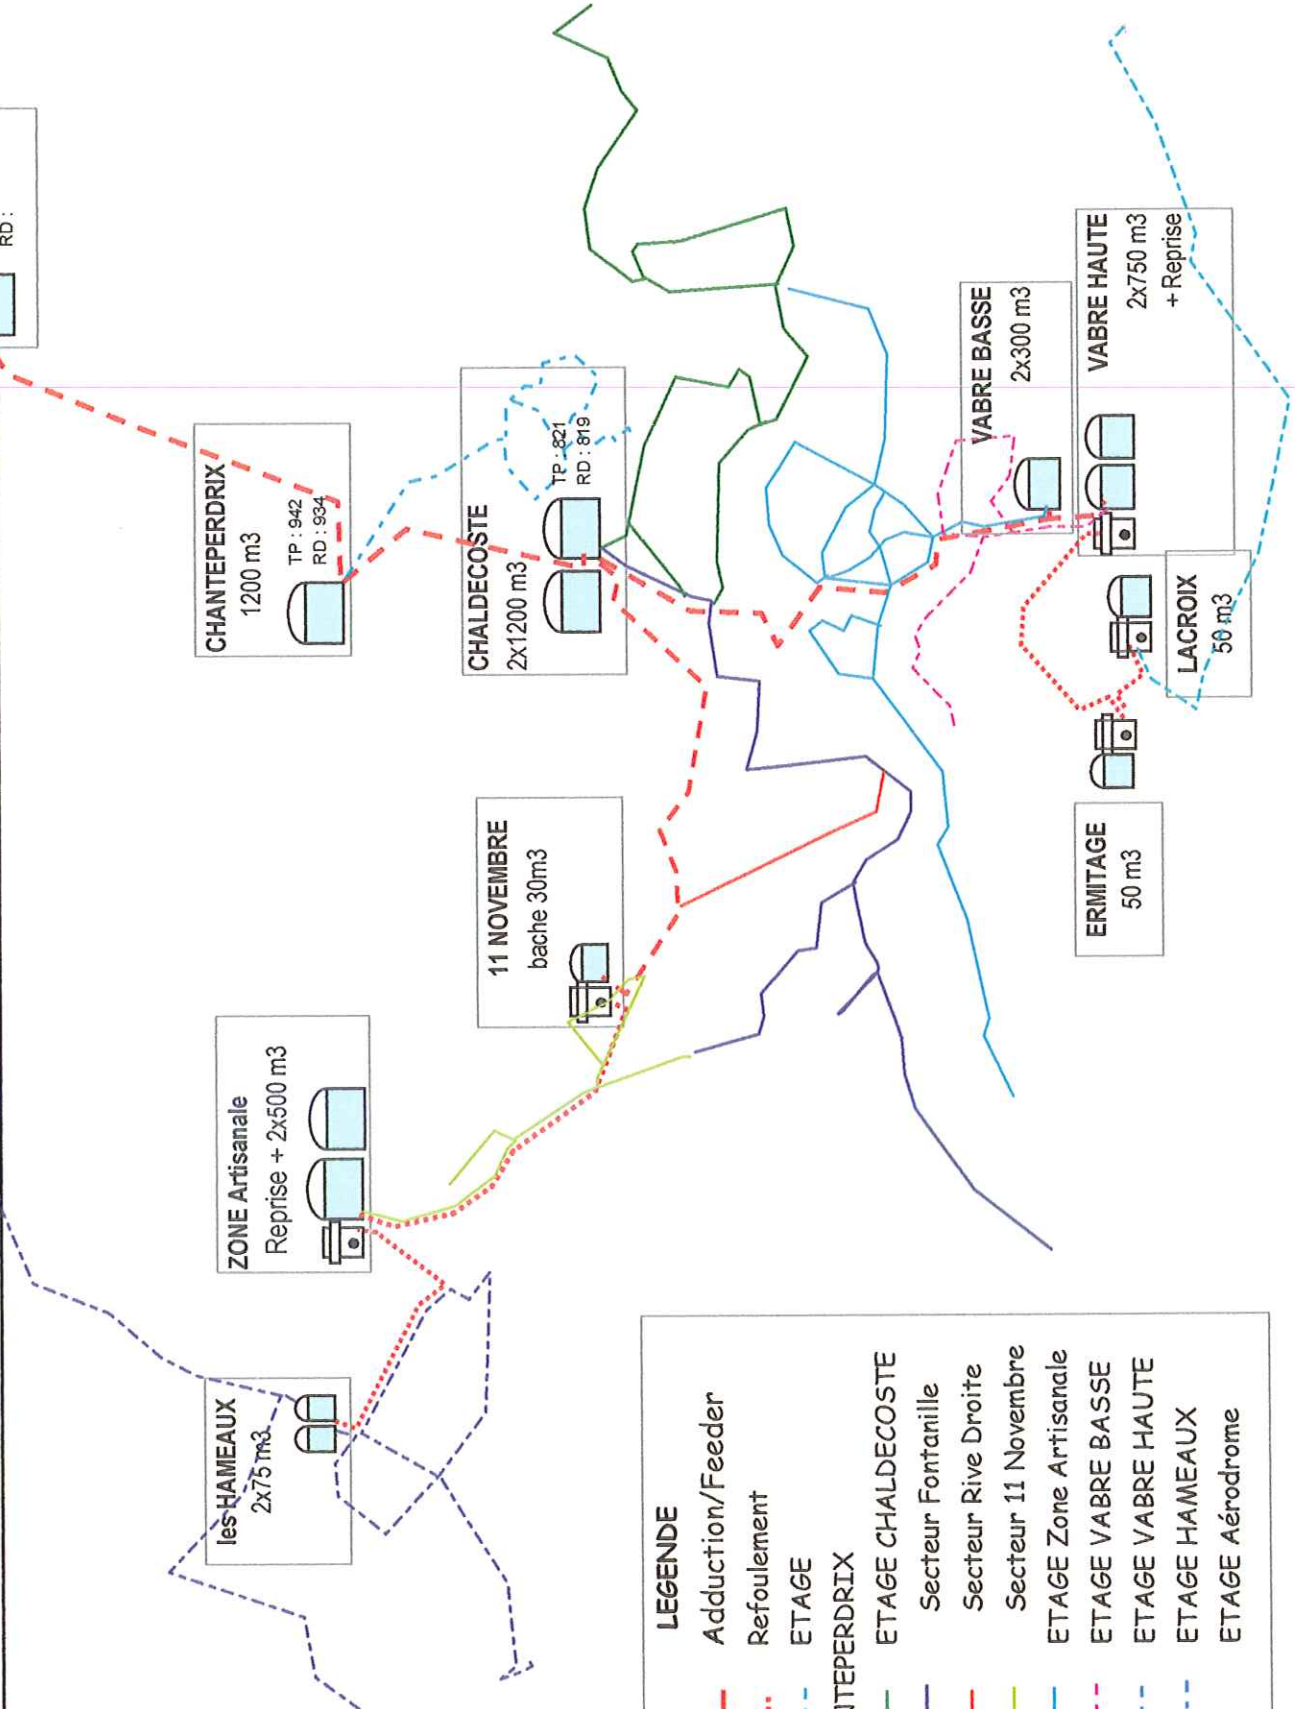 RD :
CHANTEPERDRIX
1200 m3
TP : 942
RD : 934
CHALDECOSTE
2x1200 m3
TP : 821
RD : 819
VABRE BASSE
2x300 m3
VABRE HAUTE
2x750 m3
+ Reprise
LACROIX
50 m3
ERMITAGE
50 m3
11 NOVEMBRE
bache 30m3
ZONE Artisanale
Reprise + 2x500 m3
les HAMEAUX
2x75 m3
LEGENDE
Adduction/Feeder
Refoulement
ETAGE
NTEPERDRIX
ETAGE CHALDECOSTE
Secteur Fontanille
Secteur Rive Droite
Secteur 11 Novembre
ETAGE Zone Artisanale
ETAGE VABRE BASSE
ETAGE VABRE HAUTE
ETAGE HAMEAUX
ETAGE Aérodrome